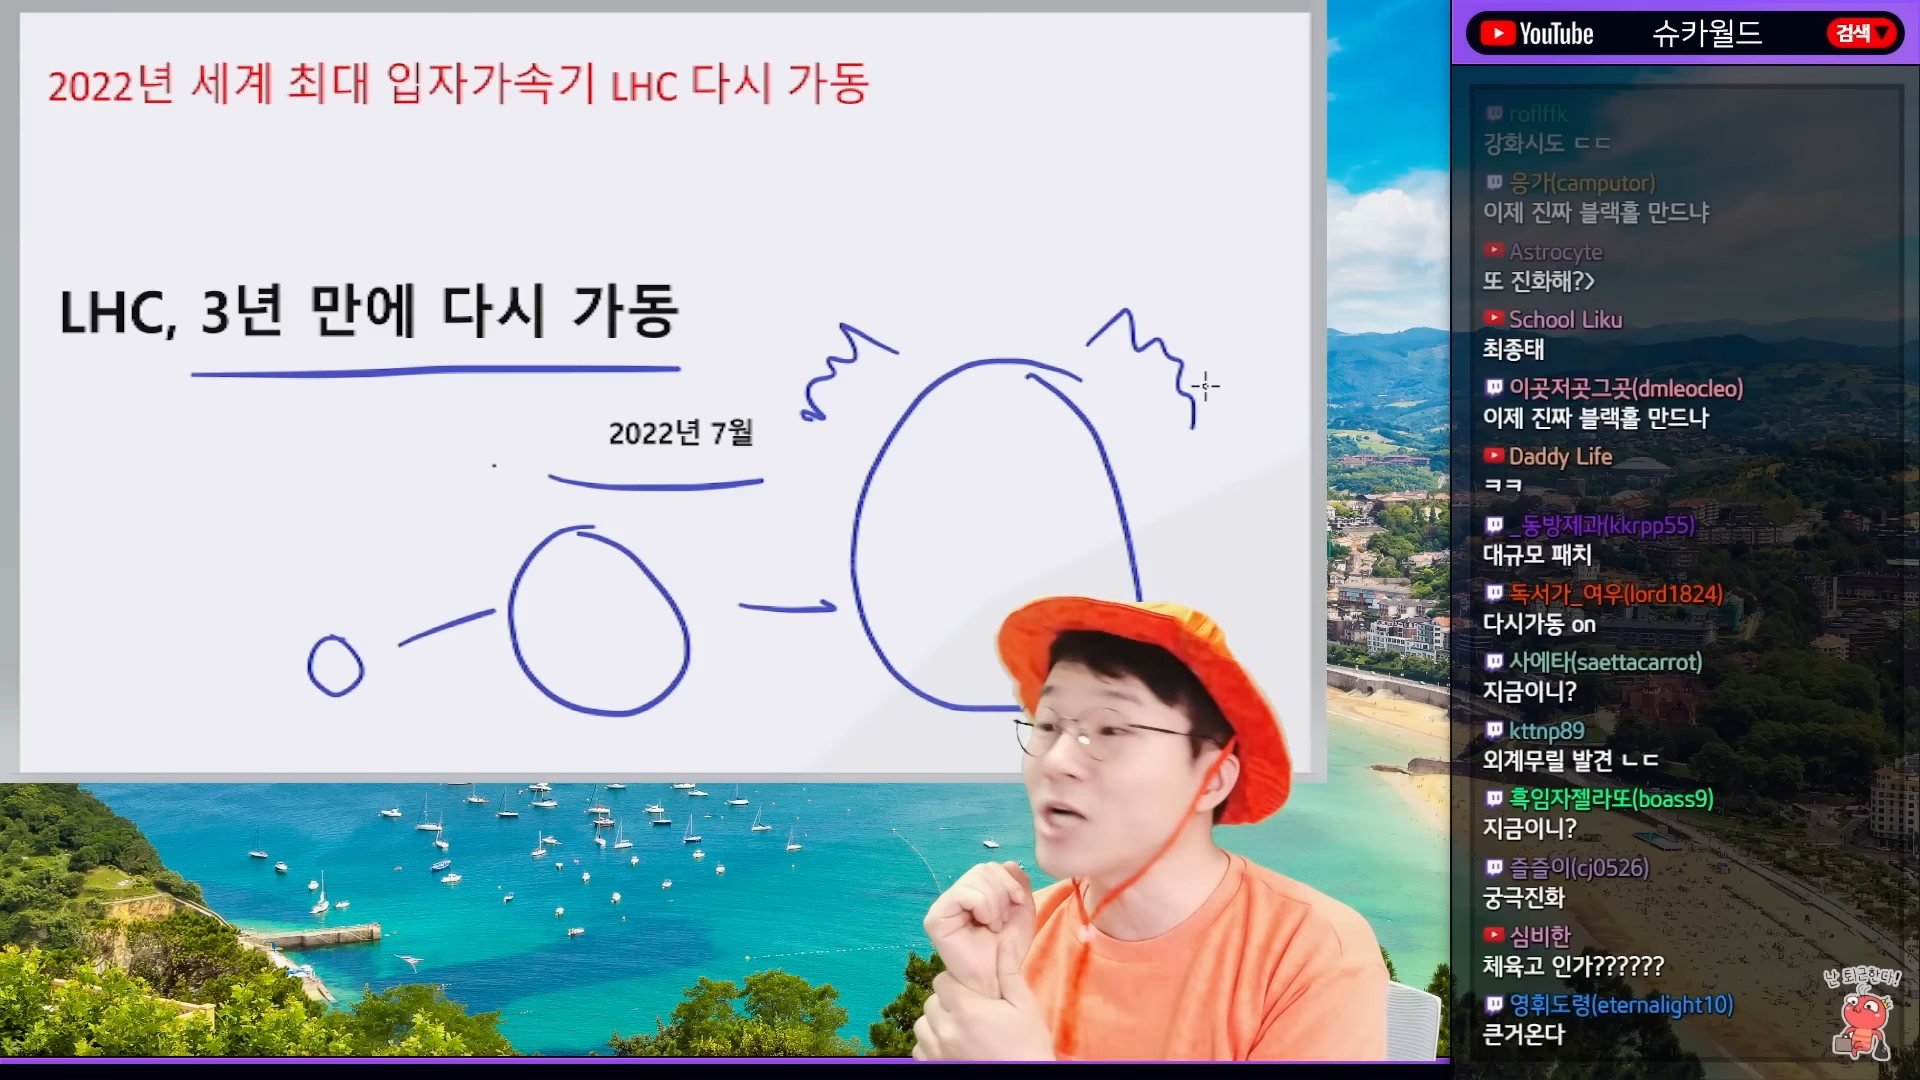 2022년 세계 최대 입자가속기 LHC 다시 가동
LHC, 3년 만에 다시 가동
2022년 7월
YouTube 슈카월드 검색
roflffk
강화시도 ㄷㄷ
응가(camputor)
이제 진짜 블랙홀 만드냐
Astrocyte
또 진화해?>
School Liku
최종태
이곳저곳그곳(dmleocleo)
이제 진짜 블랙홀 만드나
Daddy Life
ㅋㅋ
_동방제과(kkrpp55)
대규모 패치
독서가_여우(lord1824)
다시가동 on
사에타(saettacarrot)
지금이니?
kttnp89
외계무릴 발견 ㄴㄷ
흑임자젤라또(boass9)
지금이니?
즐즐이(cj0526)
궁극진화
심비한
체육고 인가??????
영휘도령(eternalight10)
큰거온다
난 퇴근한다!